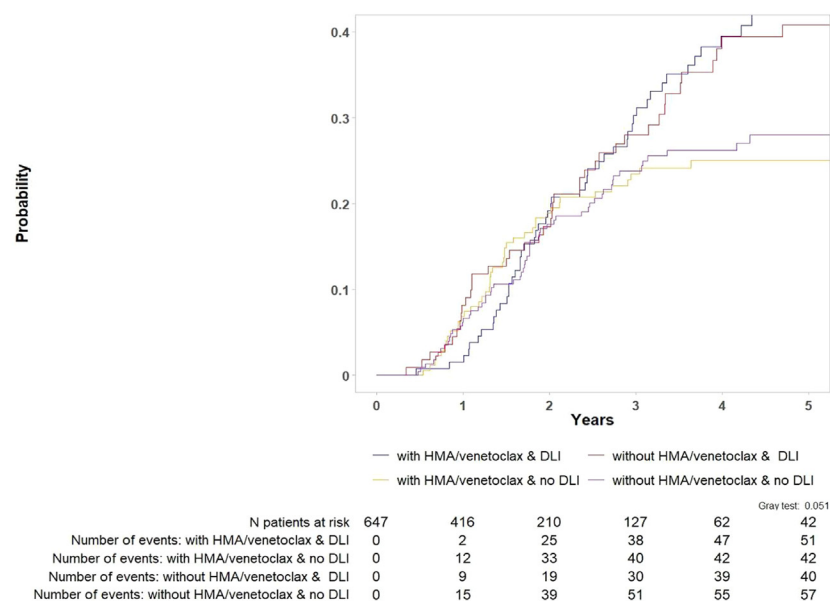 0.4
0.3
Probability
0.2
0.1
0
0 1 2 3 4 5
Years
with HMA/venetoclax & DLI without HMA/venetoclax & DLI
with HMA/venetoclax & no DLI without HMA/venetoclax & no DLI
Gray test: 0.051
N patients at risk 647 416 210 127 62 42
Number of events: with HMA/venetoclax & DLI 0 2 25 38 47 51
Number of events: with HMA/venetoclax & no DLI 0 12 33 40 42 42
Number of events: without HMA/venetoclax & DLI 0 9 19 30 39 40
Number of events: without HMA/venetoclax & no DLI 0 15 39 51 55 57